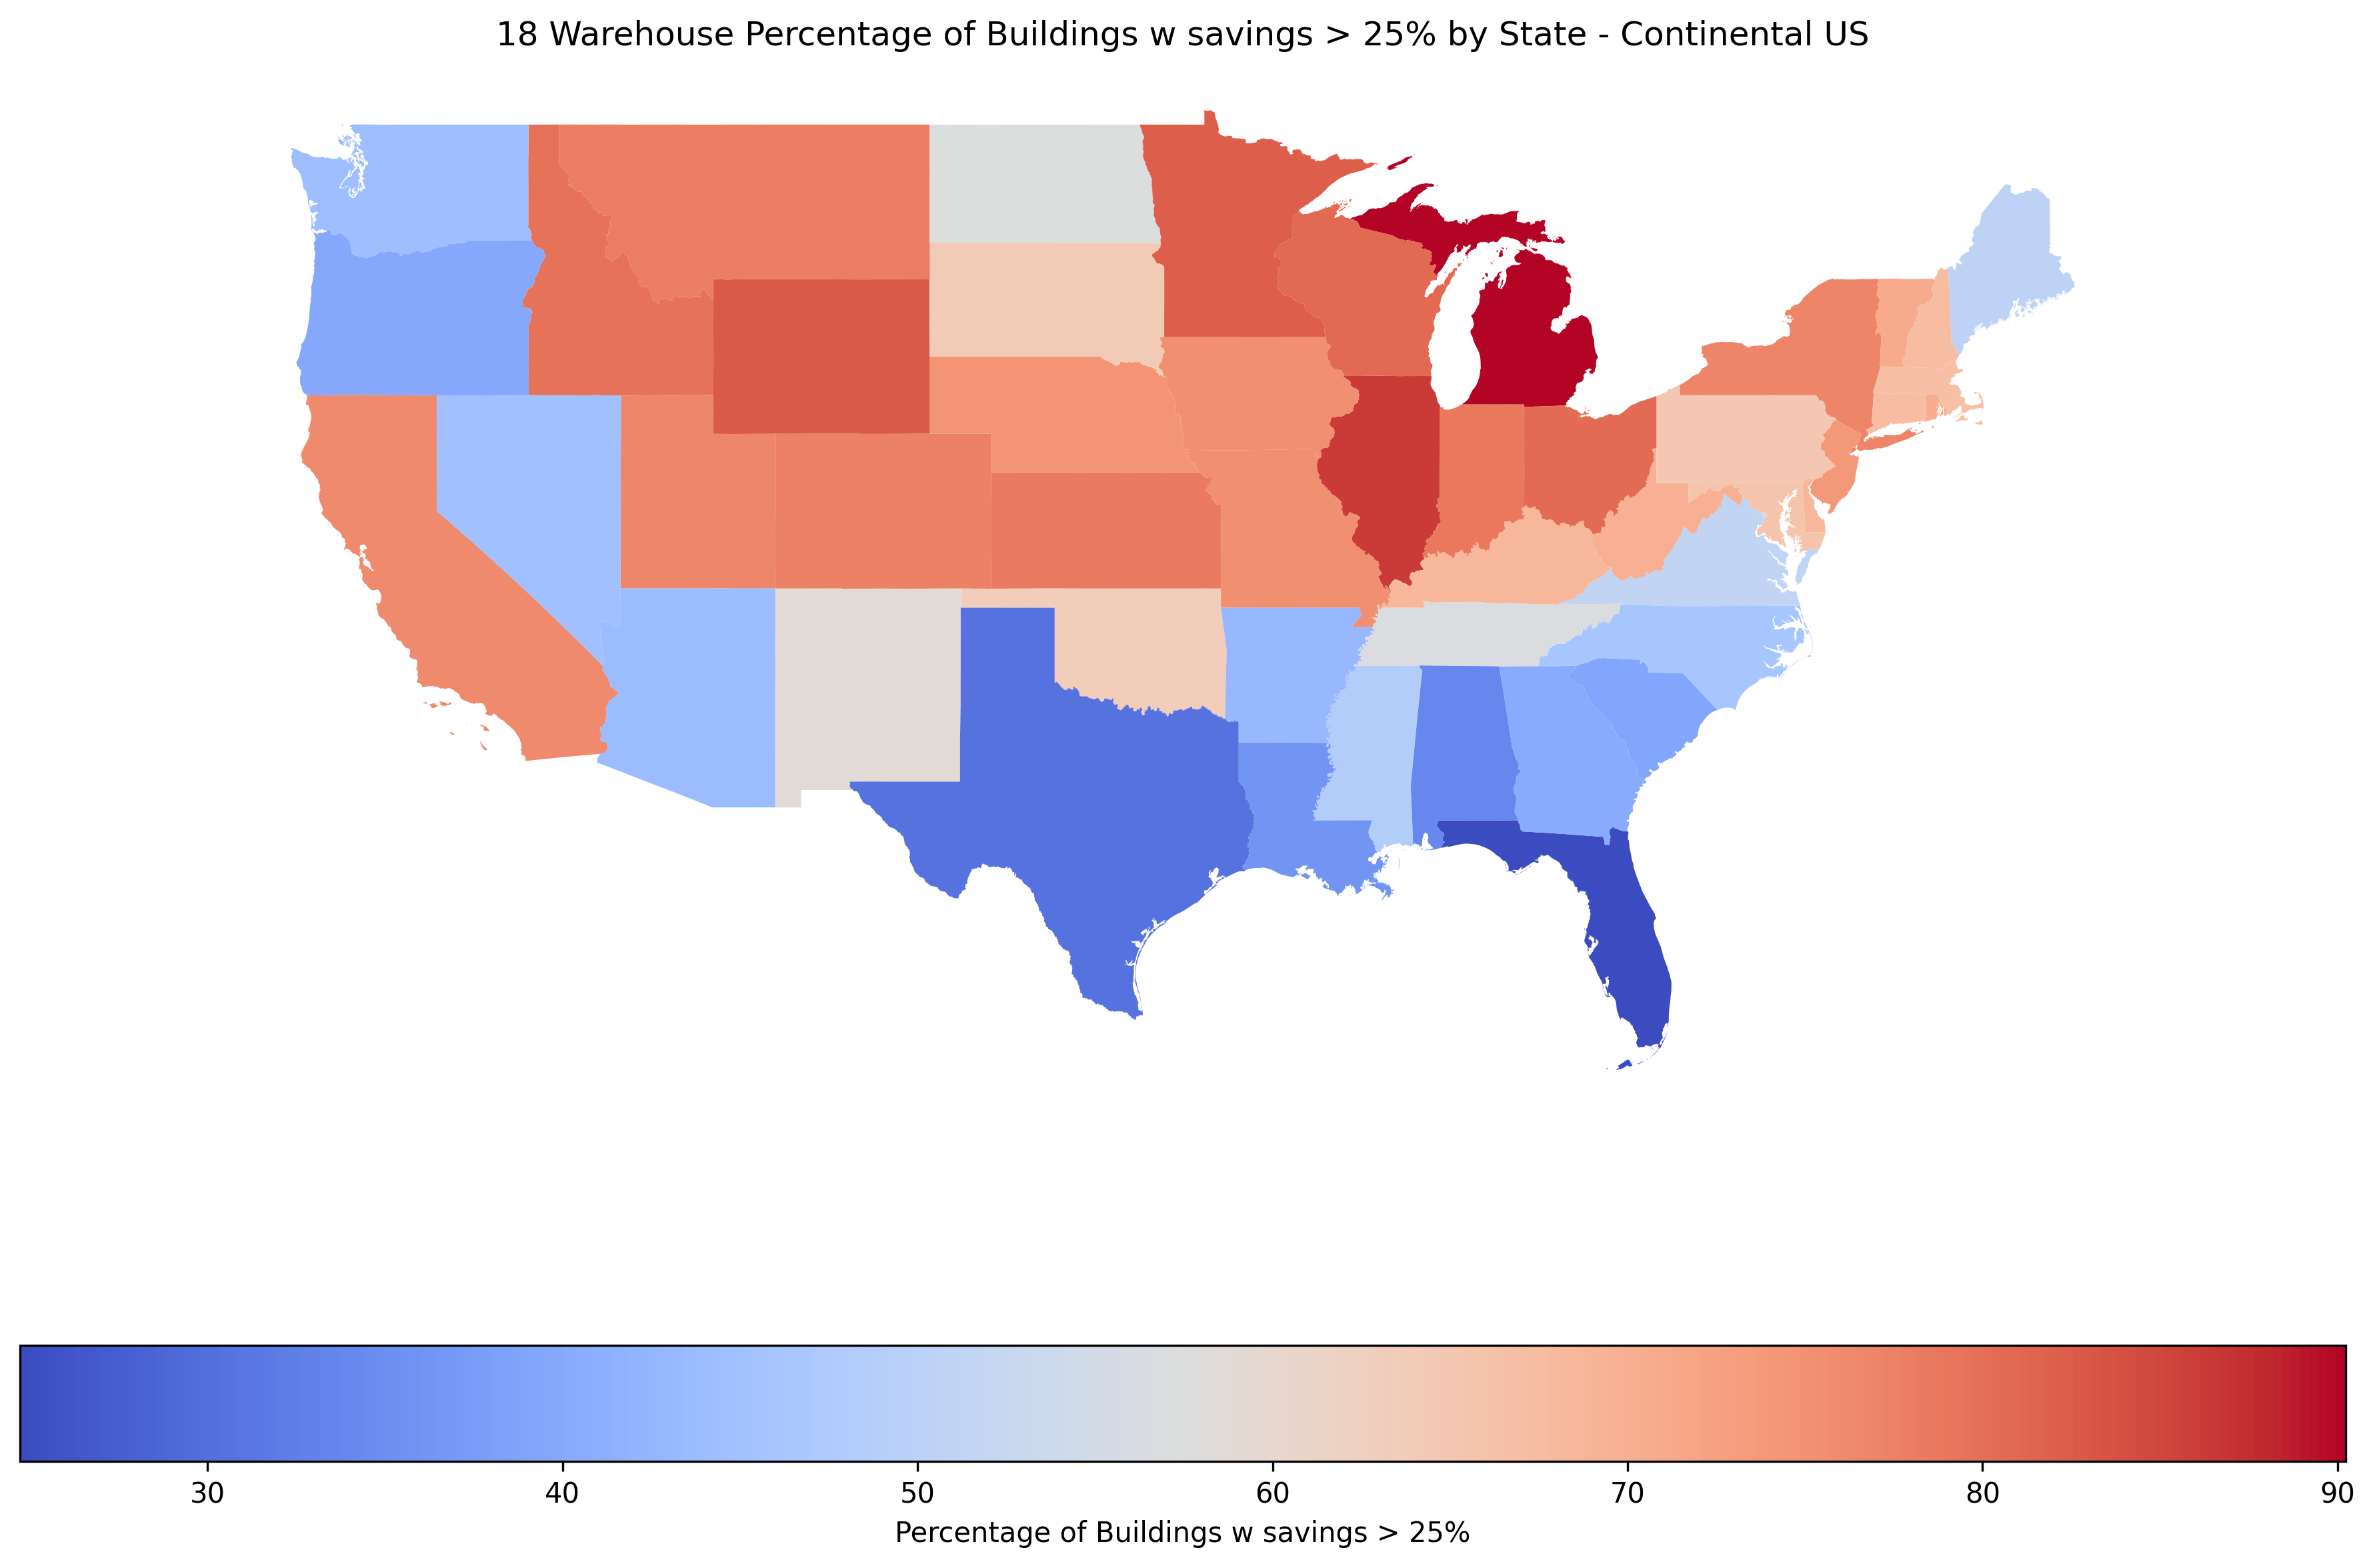 18 Warehouse Percentage of Buildings w savings > 25% by State - Continental US
30 40 50 60 70 80 90
Percentage of Buildings w savings > 25%